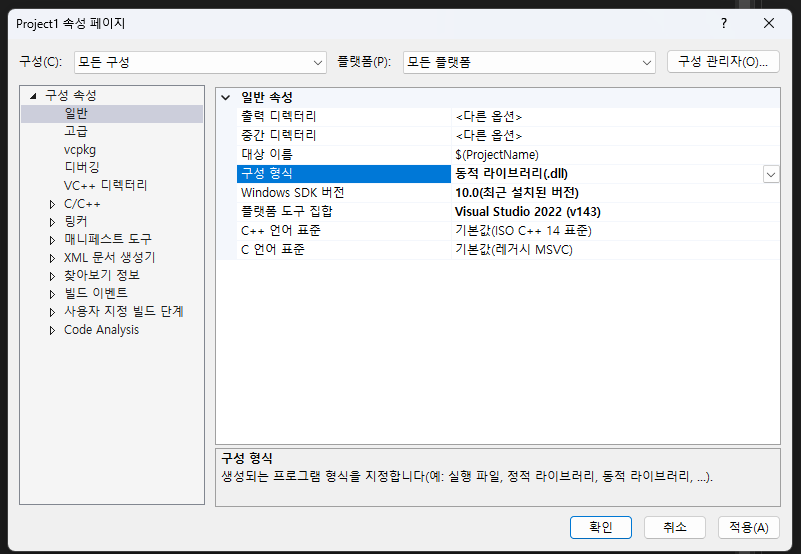 Project1 속성 페이지
구성(C): 모든 구성 플랫폼(P): 모든 플랫폼 구성 관리자(O)...
구성 속성
일반
고급
vcpkg
디버깅
VC++ 디렉터리
C/C++
링커
매니페스트 도구
XML 문서 생성기
찾아보기 정보
빌드 이벤트
사용자 지정 빌드 단계
Code Analysis
일반 속성
출력 디렉터리 <다른 옵션>
중간 디렉터리 <다른 옵션>
대상 이름 $(ProjectName)
구성 형식 동적 라이브러리(.dll)
Windows SDK 버전 10.0(최근 설치된 버전)
플랫폼 도구 집합 Visual Studio 2022 (v143)
C++ 언어 표준 기본값(ISO C++ 14 표준)
C 언어 표준 기본값(레거시 MSVC)
구성 형식
생성되는 프로그램 형식을 지정합니다(예: 실행 파일, 정적 라이브러리, 동적 라이브러리, ...).
확인 취소 적용(A)